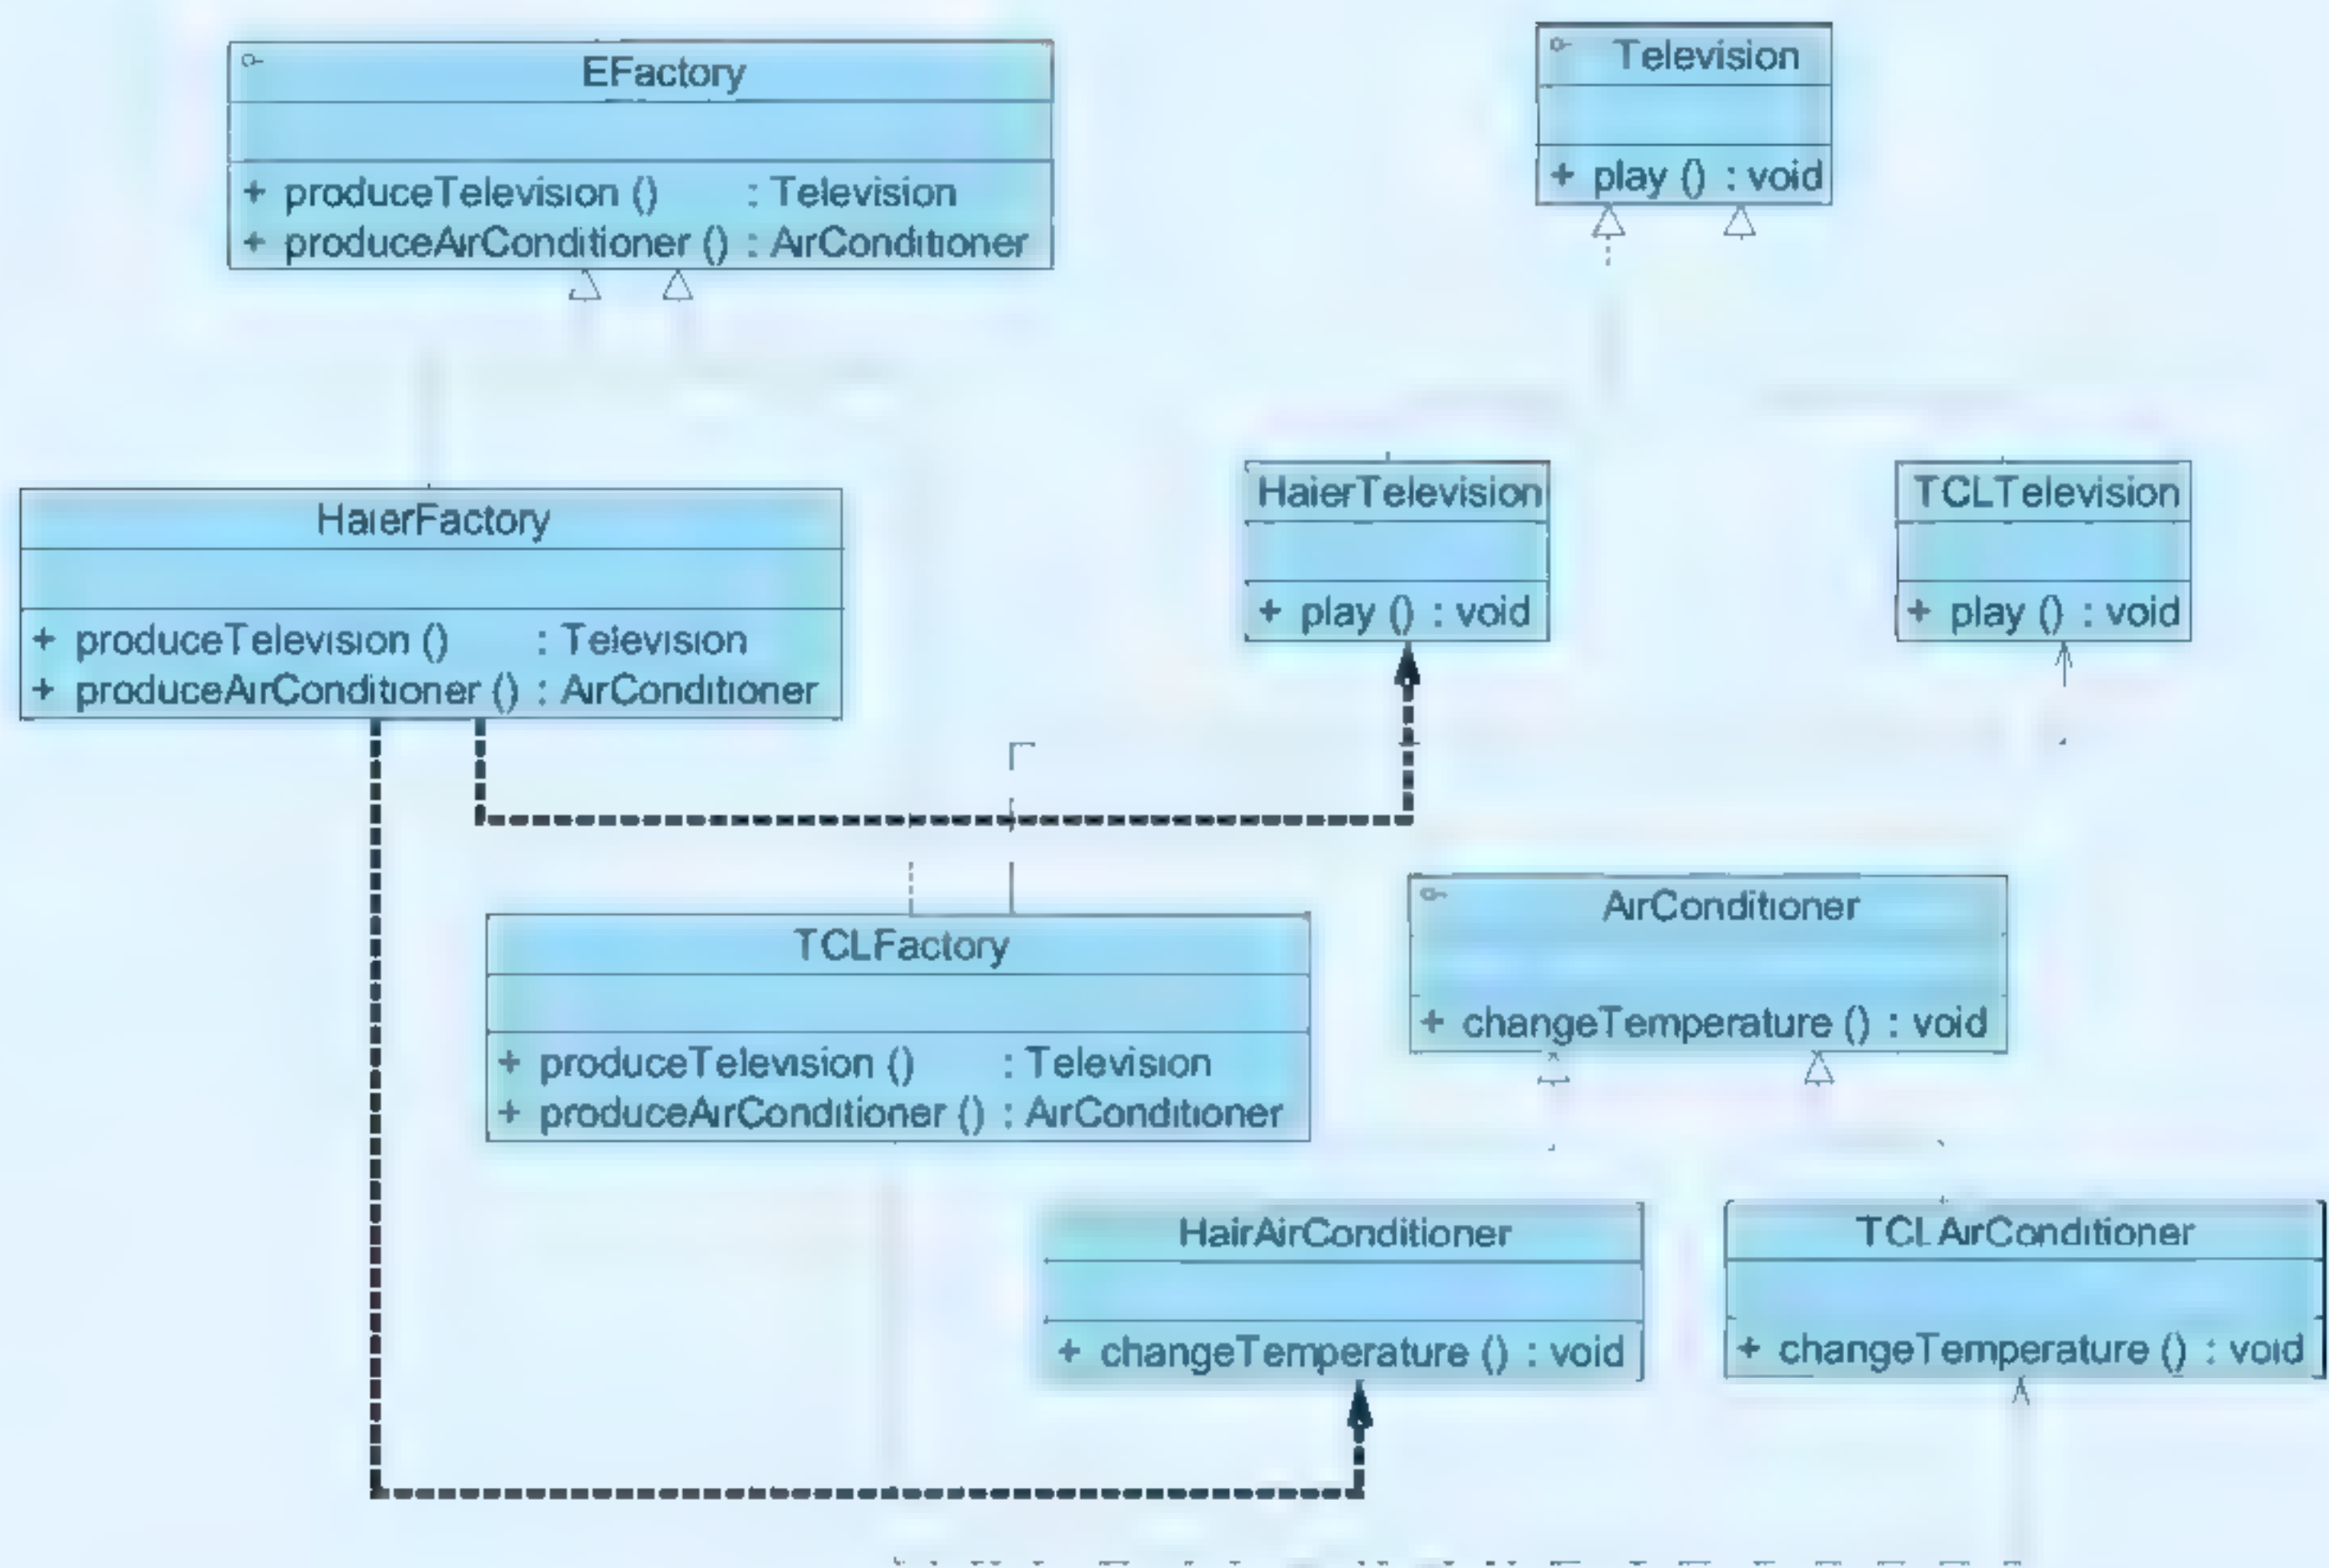 EFactory
+ produceTelevision () : Television
+ produceAirConditioner () : AirConditioner
Television
+ play () : void
HaierFactory
+ produceTelevision () : Television
+ produceAirConditioner () : AirConditioner
HaierTelevision
+ play () : void
TCLTelevision
+ play () : void
TCLFactory
+ produceTelevision () : Television
+ produceAirConditioner () : AirConditioner
AirConditioner
+ changeTemperature () : void
HairAirConditioner
+ changeTemperature () : void
TCLAirConditioner
+ changeTemperature () : void